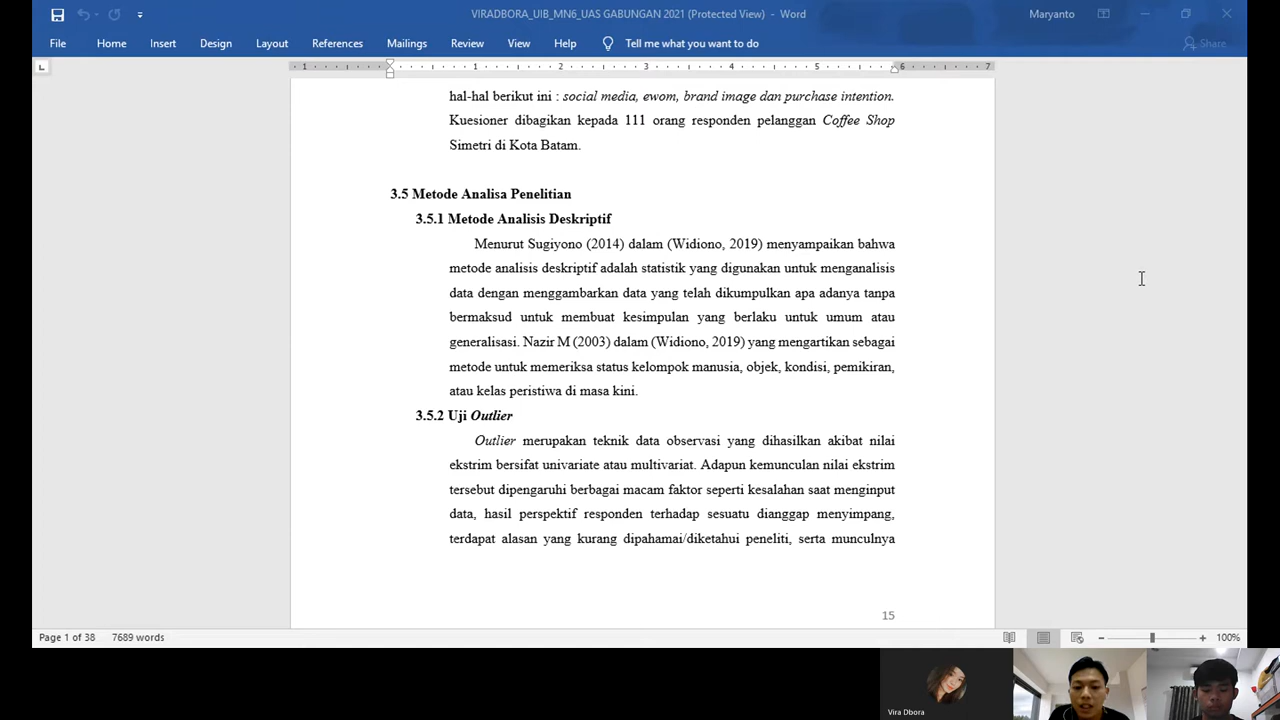 VIRADBORA_UIB_MN6_UAS GABUNGAN 2021 (Protected View) - Word
Maryanto
File Home Insert Design Layout References Mailings Review View Help Tell me what you want to do Share
1 1 2 3 4 5 6 7
hal-hal berikut ini : social media, ewom, brand image dan purchase intention.
Kuesioner dibagikan kepada 111 orang responden pelanggan Coffee Shop
Simetri di Kota Batam.
3.5 Metode Analisa Penelitian
3.5.1 Metode Analisis Deskriptif
Menurut Sugiyono (2014) dalam (Widiono, 2019) menyampaikan bahwa
metode analisis deskriptif adalah statistik yang digunakan untuk menganalisis
data dengan menggambarkan data yang telah dikumpulkan apa adanya tanpa
bermaksud untuk membuat kesimpulan yang berlaku untuk umum atau
generalisasi. Nazir M (2003) dalam (Widiono, 2019) yang mengartikan sebagai
metode untuk memeriksa status kelompok manusia, objek, kondisi, pemikiran,
atau kelas peristiwa di masa kini.
3.5.2 Uji Outlier
Outlier merupakan teknik data observasi yang dihasilkan akibat nilai
ekstrim bersifat univariate atau multivariat. Adapun kemunculan nilai ekstrim
tersebut dipengaruhi berbagai macam faktor seperti kesalahan saat menginput
data, hasil perspektif responden terhadap sesuatu dianggap menyimpang,
terdapat alasan yang kurang dipahamai/diketahui peneliti, serta munculnya
15
Page 1 of 38 7689 words 100%
Vira Dbora